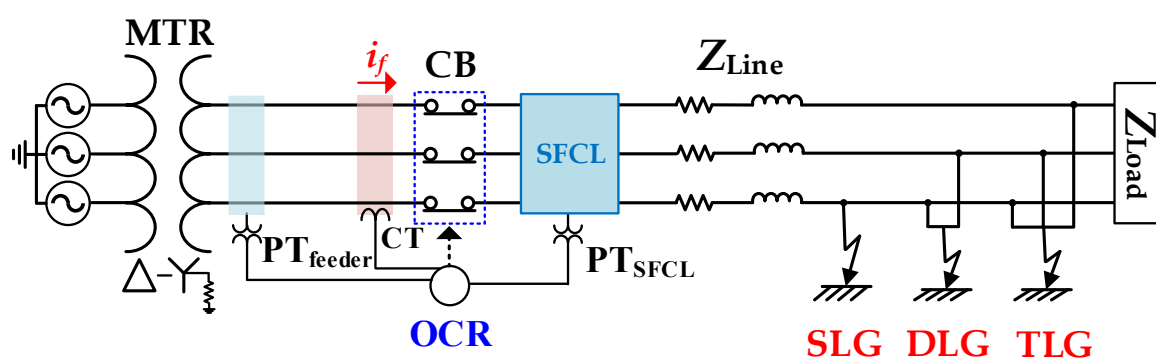 MTR
i_f
CB
Z_Line
SFCL
Z_Load
CT
PT_feeder
PT_SFCL
Δ–Y
OCR
SLG DLG TLG